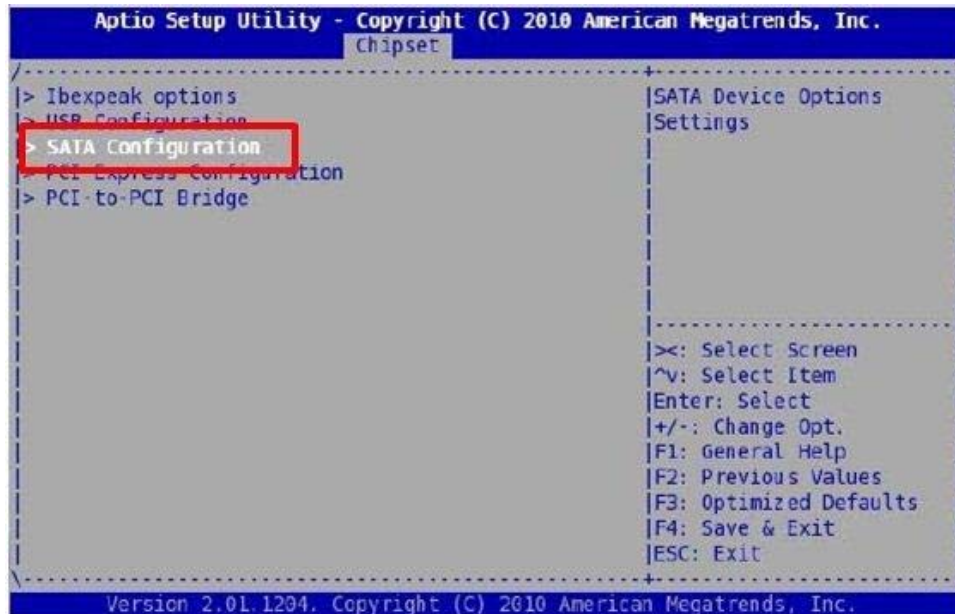 Aptio Setup Utility - Copyright (C) 2010 American Megatrends, Inc.
Chipset
> Ibexpeak options
> USB Configuration
> SATA Configuration
> PCI Express Configuration
> PCI-to-PCI Bridge
SATA Device Options
Settings
><: Select Screen
^v: Select Item
Enter: Select
+/-: Change Opt.
F1: General Help
F2: Previous Values
F3: Optimized Defaults
F4: Save & Exit
ESC: Exit
Version 2.01.1204. Copyright (C) 2010 American Megatrends, Inc.